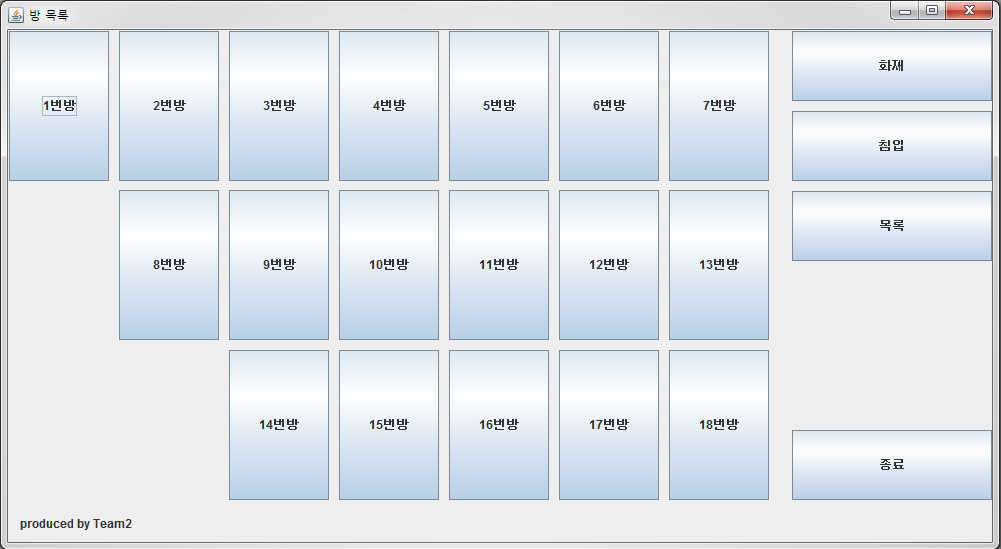 방 목록
1번방 2번방 3번방 4번방 5번방 6번방 7번방
화재
침입
8번방 9번방 10번방 11번방 12번방 13번방
목록
14번방 15번방 16번방 17번방 18번방
종료
produced by Team2